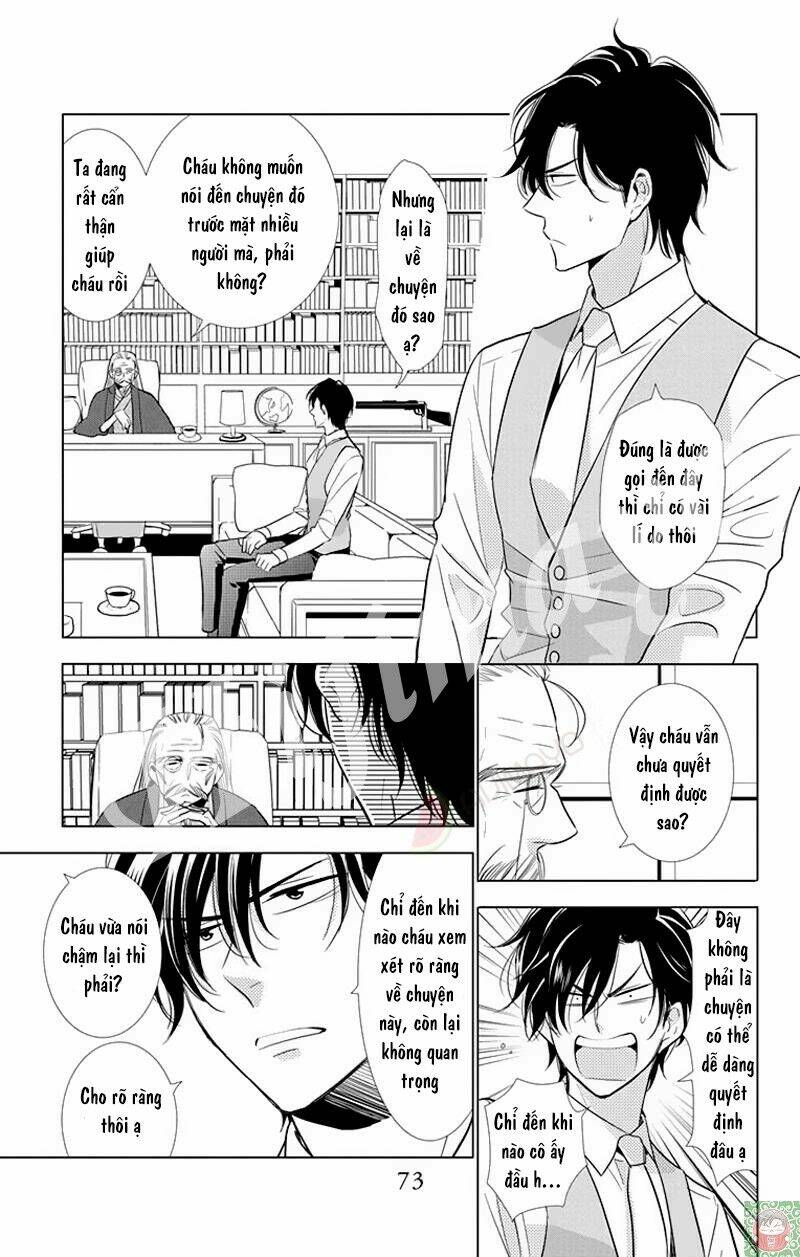 Đúng là được
gọi đến đây
thì chỉ có vài
lí do thôi
Nhưng
lại là
về
chuyện
đó sao
ạ?
Cháu không muốn
nói đến chuyện đó
trước mặt nhiều
người mà, phải
không?
Ta đang
rất cẩn
thận
giúp
cháu rồi
Vậy cháu vẫn
chưa quyết
định được
sao?
Đây
không
phải là
chuyện
có thể
dễ dàng
quyết
định
đâu ạ
Chỉ đến khi
nào cô ấy
đầu h...
Chỉ đến khi
nào cháu xem
xét rõ ràng
về chuyện
này, còn lại
không quan
trọng
Cháu vừa nói
chậm lại thì
phải?
Cho rõ ràng
thôi ạ
73